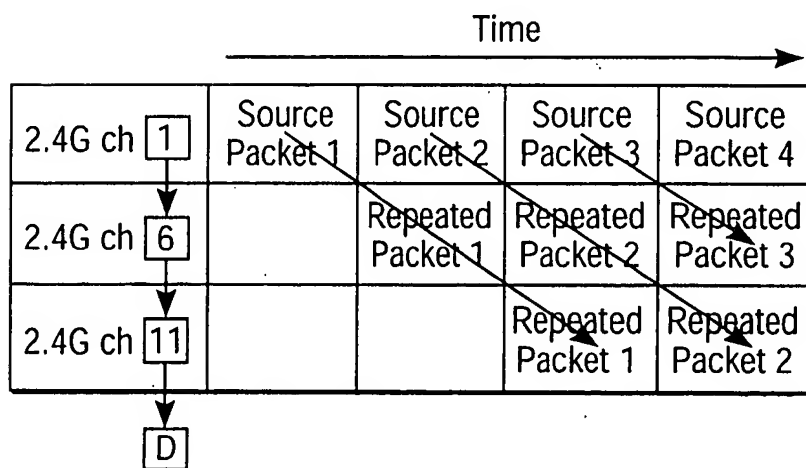 Time
2.4G ch 1
Source
Packet 1
Source
Packet 2
Source
Packet 3
Source
Packet 4
2.4G ch 6
Repeated
Packet 1
Repeated
Packet 2
Repeated
Packet 3
2.4G ch 11
Repeated
Packet 1
Repeated
Packet 2
D